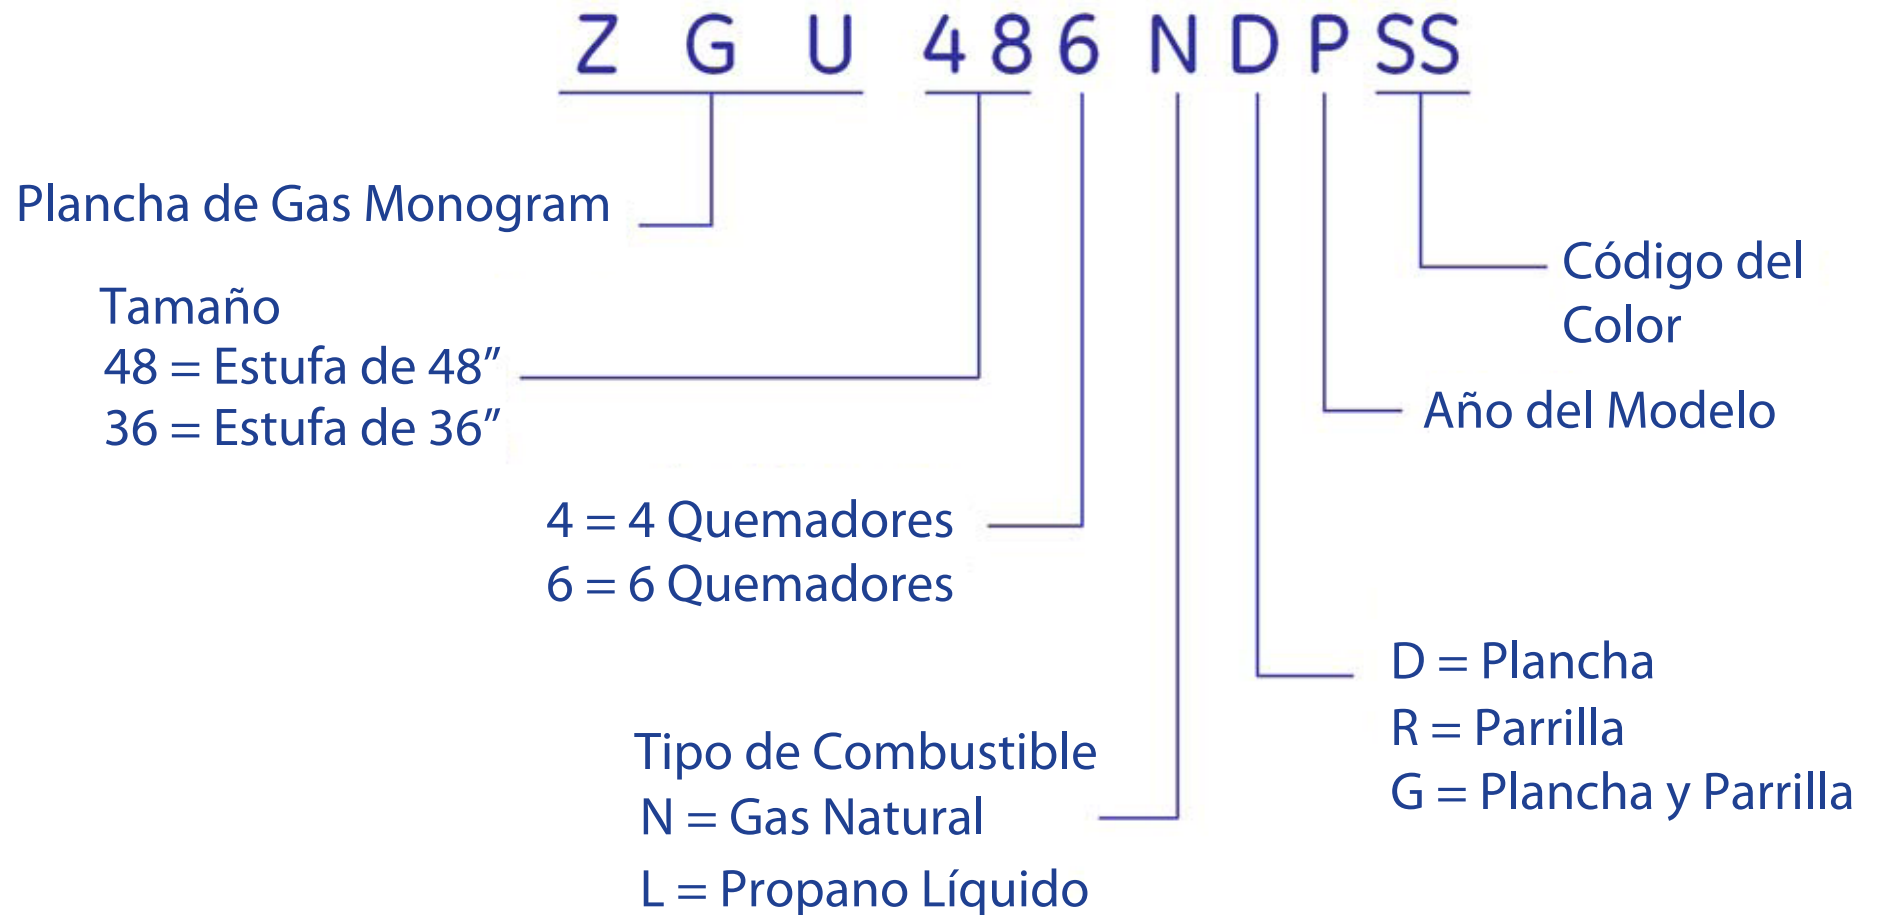 Z G U 4 8 6 N D P SS
Plancha de Gas Monogram
Código del
Color
Tamaño
48 = Estufa de 48”
36 = Estufa de 36”
Año del Modelo
4 = 4 Quemadores
6 = 6 Quemadores
D = Plancha
R = Parrilla
G = Plancha y Parrilla
Tipo de Combustible
N = Gas Natural
L = Propano Líquido